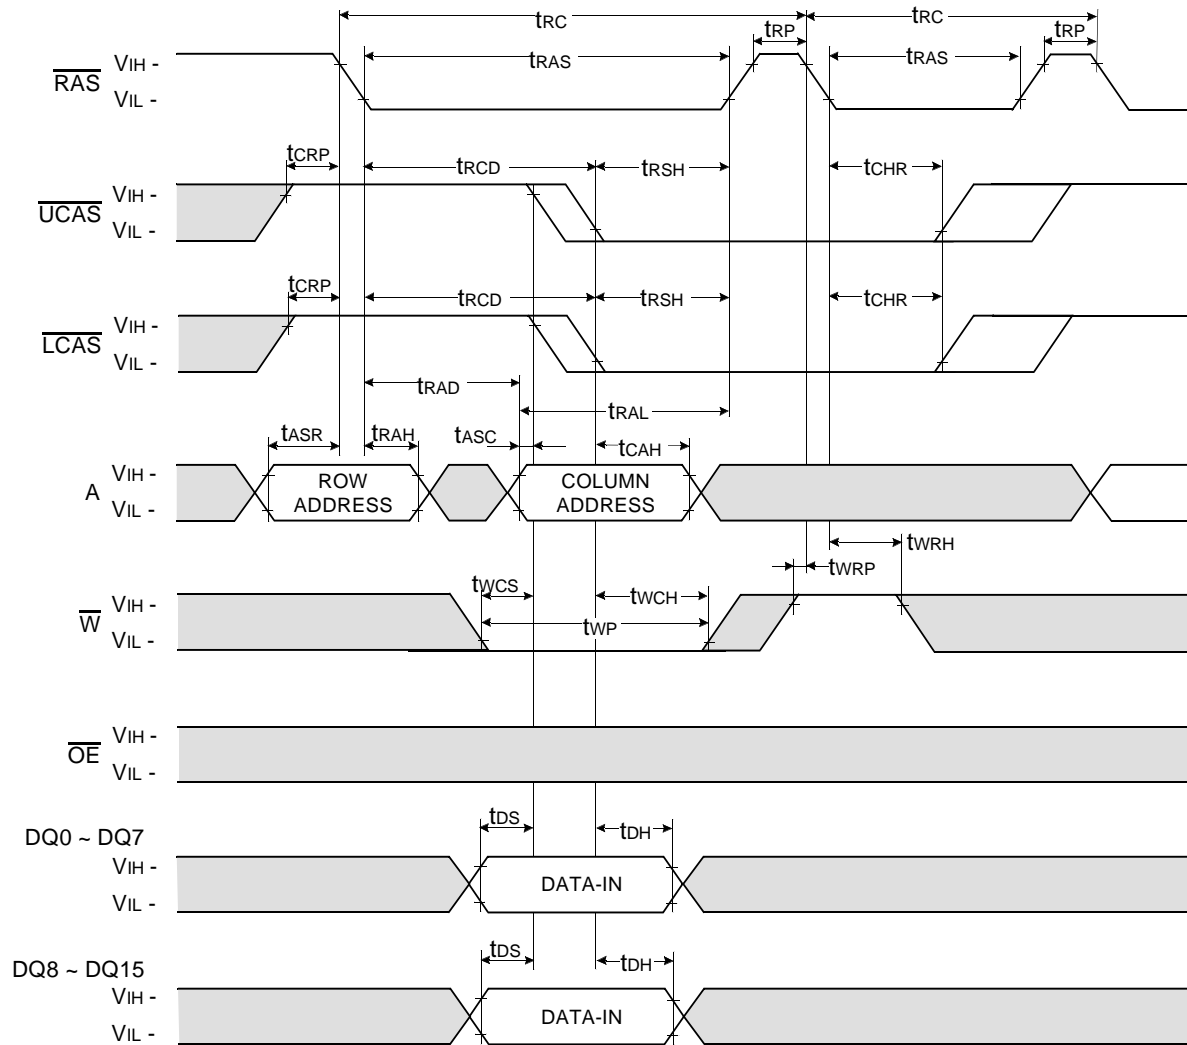 tRC tRC
tRP tRP
RAS VIH - tRAS tRAS
VIL -
tCRP tRCD tRSH tCHR
UCAS VIH -
VIL -
tCRP tRCD tRSH tCHR
LCAS VIH -
VIL -
tRAD
tRAL
tASR tRAH tASC tCAH
A VIH - ROW ADDRESS COLUMN ADDRESS
VIL -
tWRH
tWRP
tWCS tWCH
W VIH -
tWP
VIL -
OE VIH -
VIL -
tDS tDH
DQ0 ~ DQ7
VIH -
DATA-IN
VIL -
tDS tDH
DQ8 ~ DQ15
VIH -
DATA-IN
VIL -